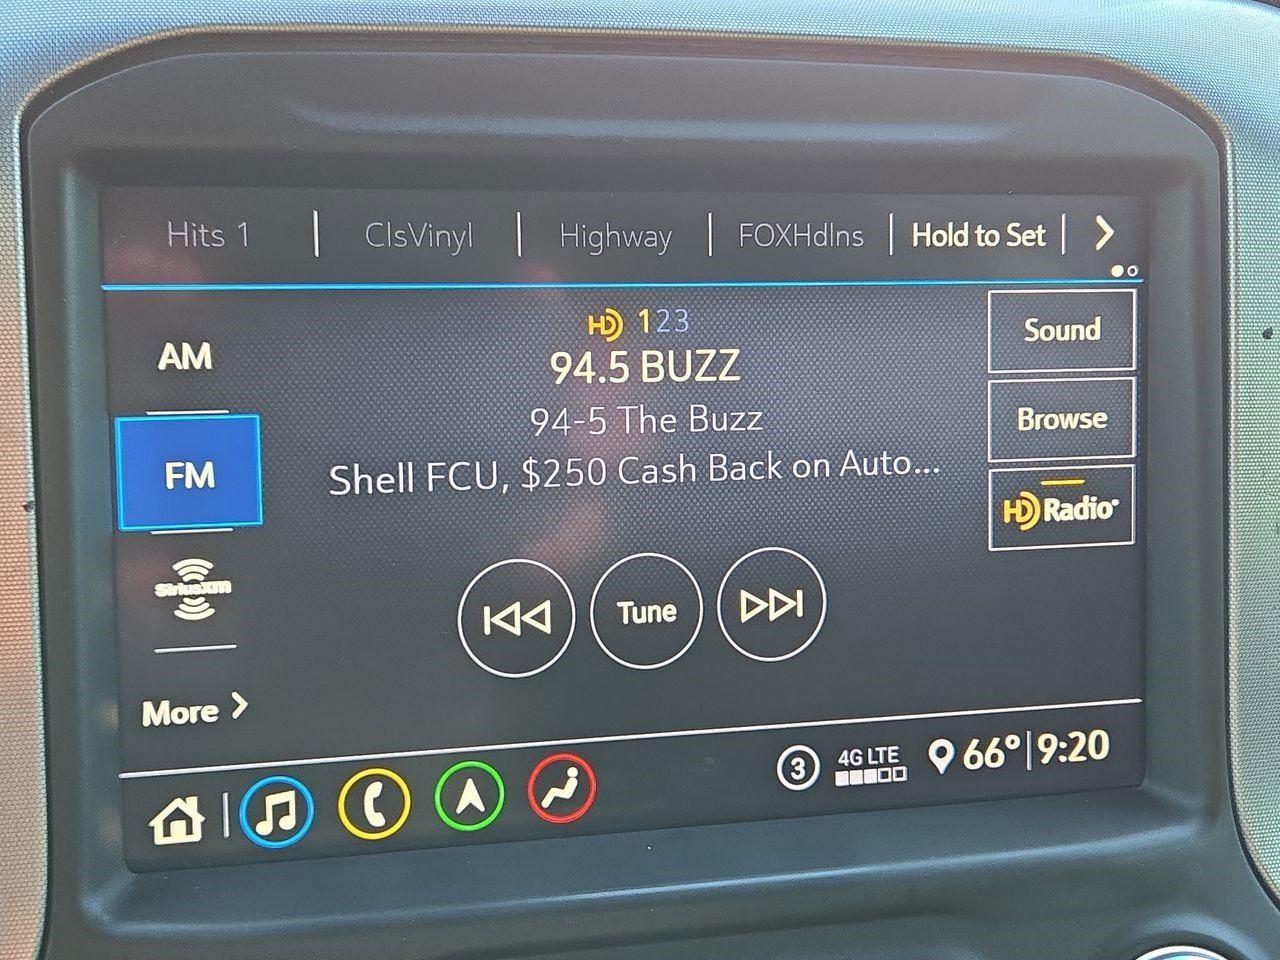 Hits 1 | ClsVinyl | Highway | FOXHdlns | Hold to Set |
HD 123
94.5 BUZZ
94-5 The Buzz
Shell FCU, $250 Cash Back on Auto...
AM
FM
SiriusXM
More
Sound
Browse
HD Radio
Tune
3
4G LTE
66° | 9:20